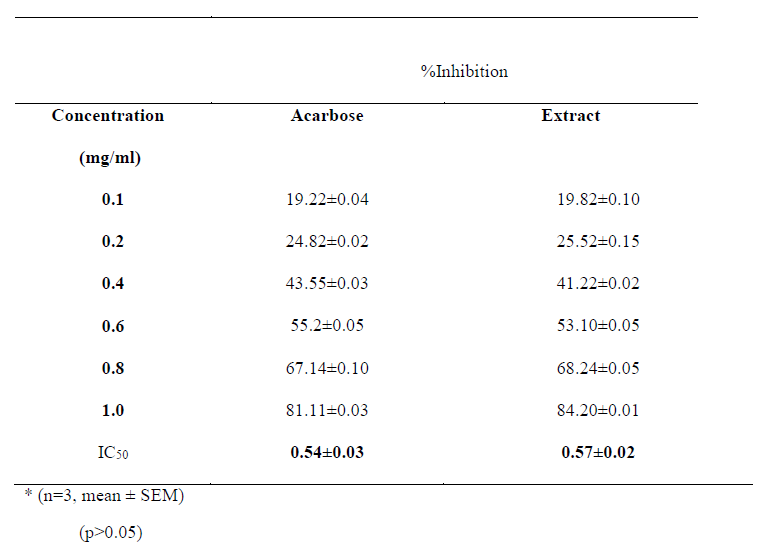 %Inhibition
Concentration Acarbose Extract
(mg/ml)
0.1 19.22±0.04 19.82±0.10
0.2 24.82±0.02 25.52±0.15
0.4 43.55±0.03 41.22±0.02
0.6 55.2±0.05 53.10±0.05
0.8 67.14±0.10 68.24±0.05
1.0 81.11±0.03 84.20±0.01
IC50 0.54±0.03 0.57±0.02
* (n=3, mean ± SEM)
(p>0.05)